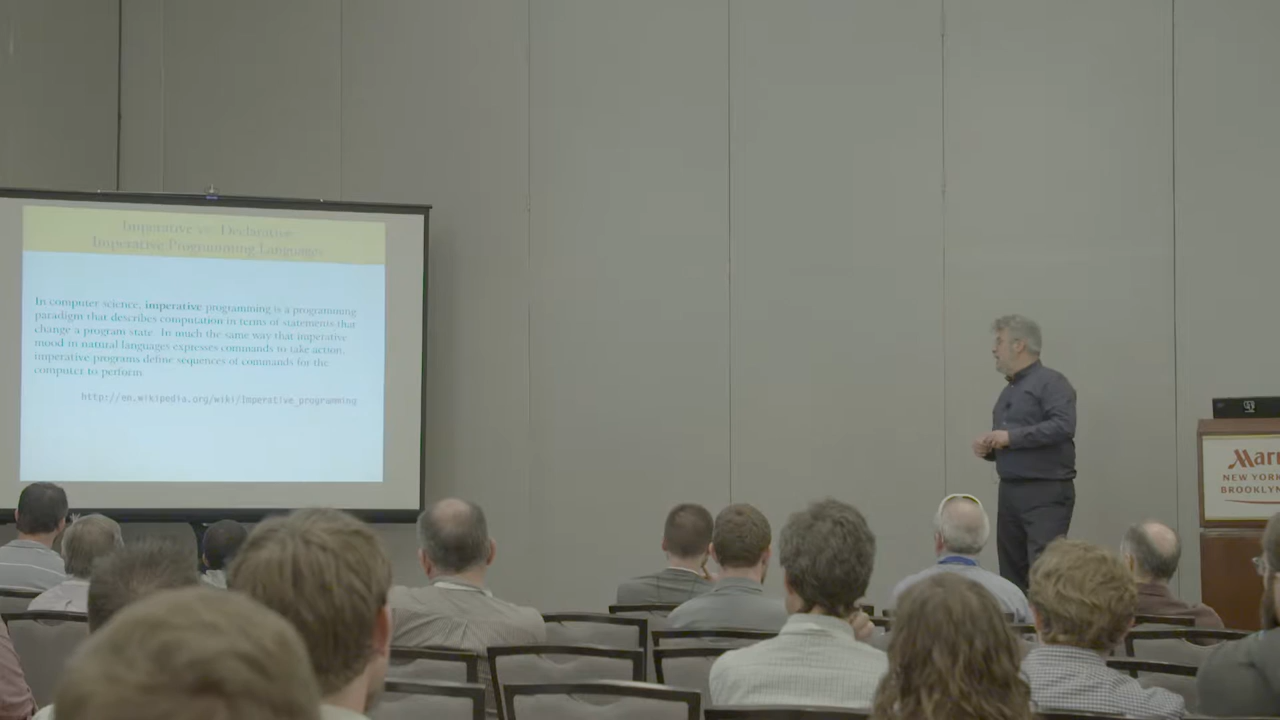 Imperative vs. Declarative
Imperative Programming Languages
In computer science, imperative programming is a programming
paradigm that describes computation in terms of statements that
change a program state. In much the same way that imperative
mood in natural languages expresses commands to take action,
imperative programs define sequences of commands for the
computer to perform.
http://en.wikipedia.org/wiki/Imperative_programming
Marr
NEW YORK
BROOKLYN